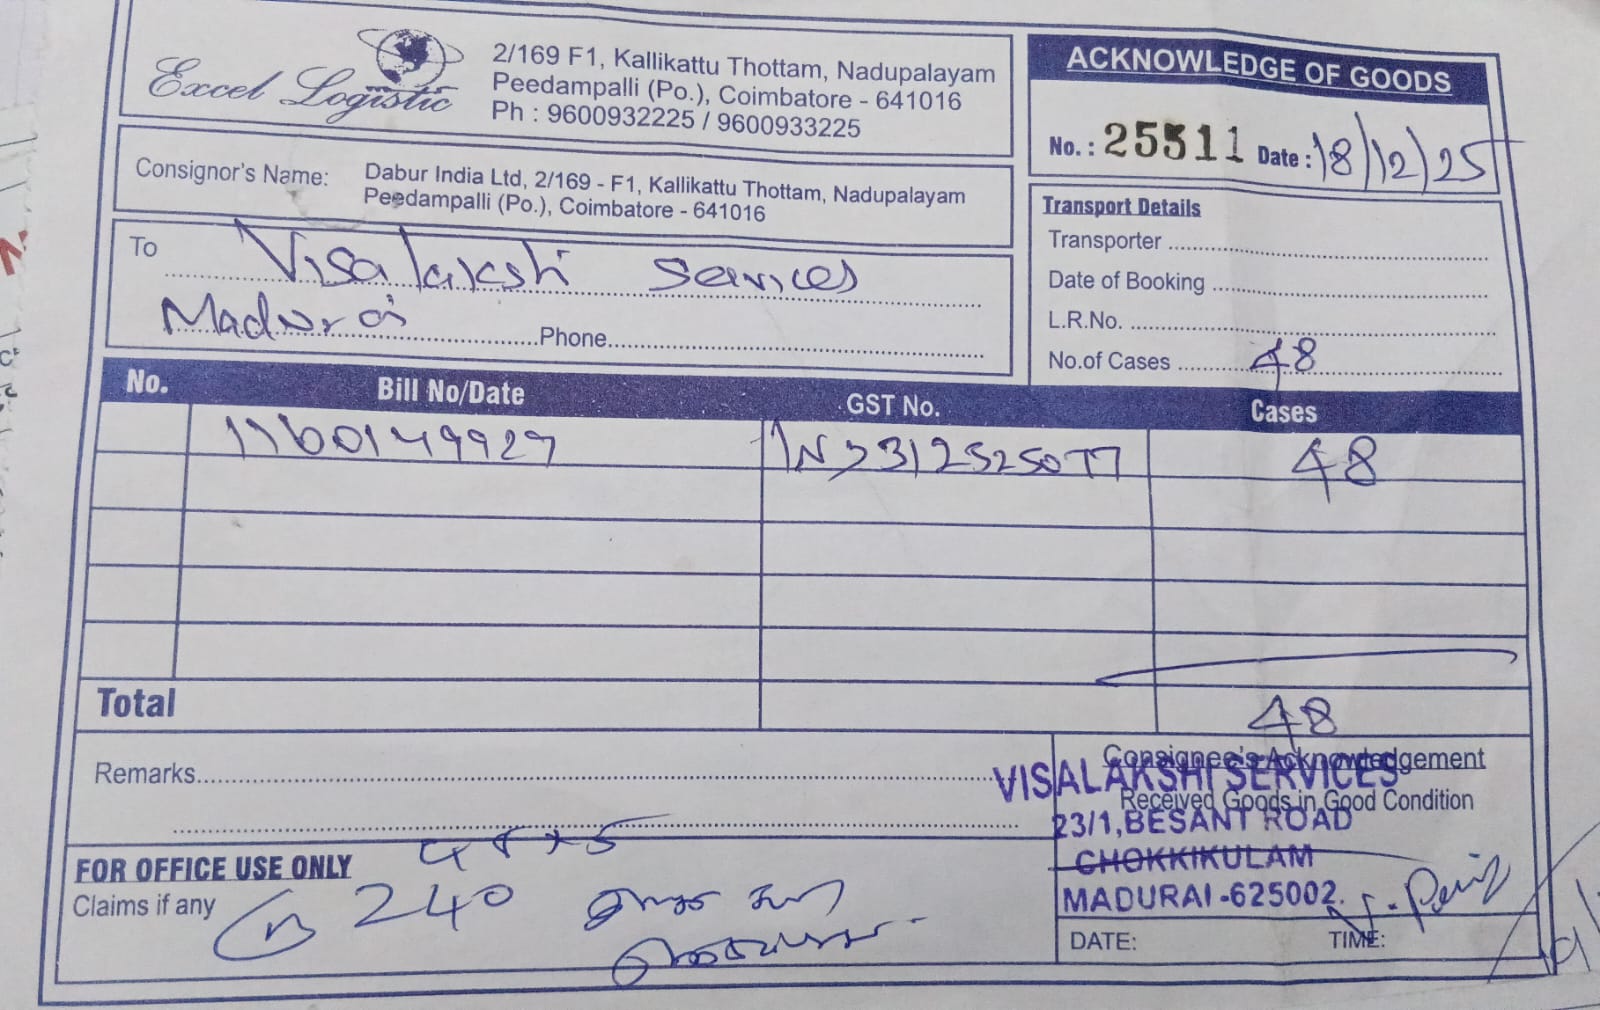 Excel Logistic
2/169 F1, Kallikattu Thottam, Nadupalayam
Peedampalli (Po.), Coimbatore - 641016
Ph : 9600932225 / 9600933225
ACKNOWLEDGE OF GOODS
No. : 25511 Date : 18/12/25
Consignor's Name: Dabur India Ltd, 2/169 - F1, Kallikattu Thottam, Nadupalayam
Peedampalli (Po.), Coimbatore - 641016
To Visalakshi Services
Madurai Phone
Transport Details
Transporter
Date of Booking
L.R.No.
No.of Cases 48
No. Bill No/Date GST No. Cases
1160149927 48
Total 48
Remarks
Consignee's Acknowledgement
Received Goods in Good Condition
VISALAKSHI SERVICES
23/1, BESANT ROAD
CHOKKIKULAM
MADURAI-625002.
FOR OFFICE USE ONLY 48x5
Claims if any 240
DATE: TIME: